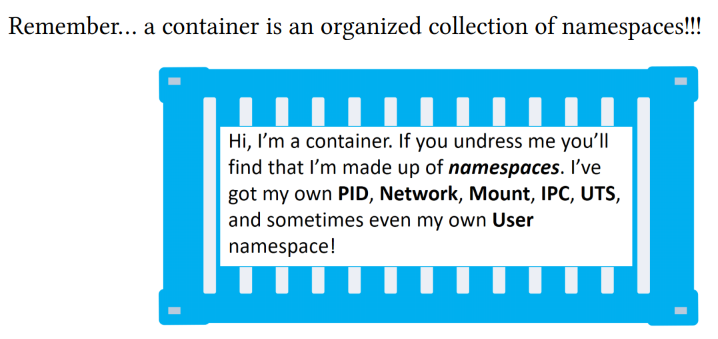 Remember... a container is an organized collection of namespaces!!!
Hi, I'm a container. If you undress me you'll
find that I'm made up of namespaces. I've
got my own PID, Network, Mount, IPC, UTS,
and sometimes even my own User
namespace!